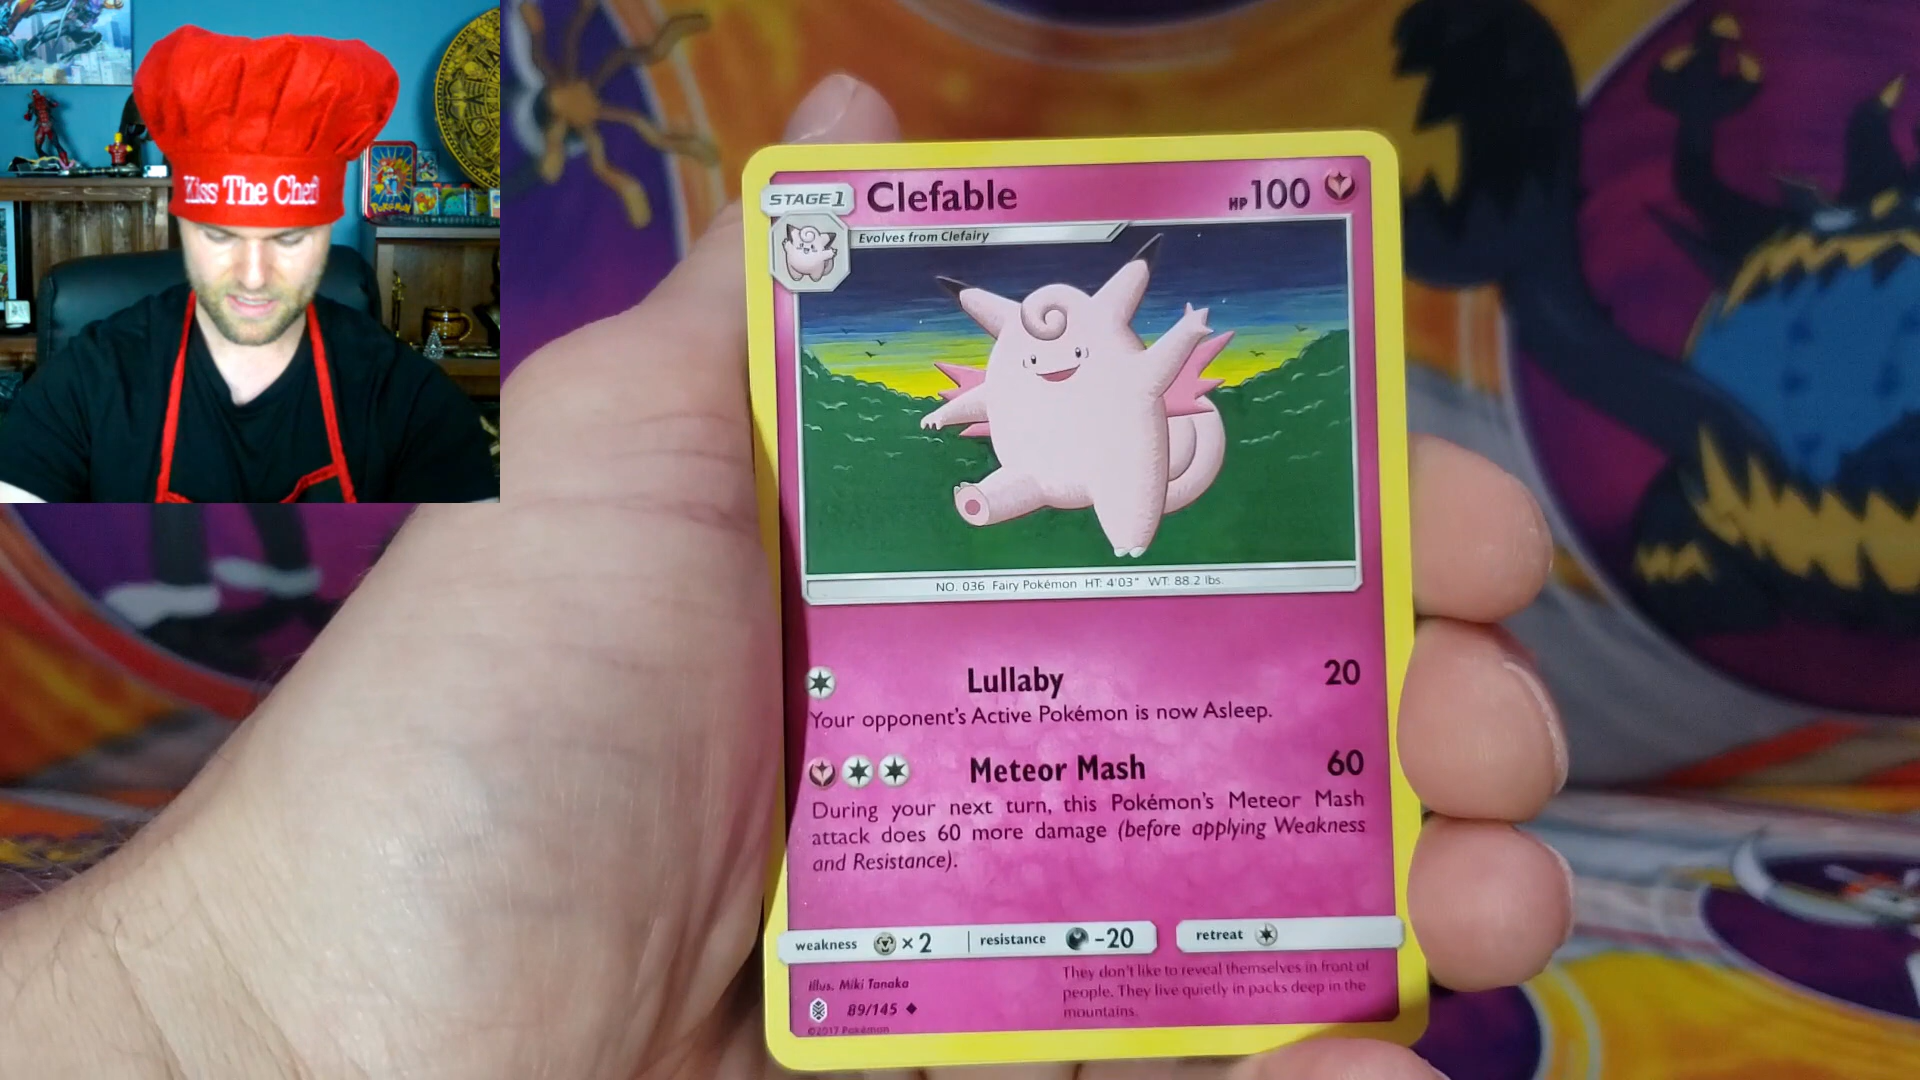 Kiss The Chef!
POKéMON
STAGE 1 Clefable HP 100
Evolves from Clefairy
NO. 036 Fairy Pokémon HT: 4'03" WT: 88.2 lbs.
Lullaby 20
Your opponent's Active Pokémon is now Asleep.
Meteor Mash 60
During your next turn, this Pokémon's Meteor Mash
attack does 60 more damage (before applying Weakness
and Resistance).
weakness ×2 resistance -20 retreat
Illus. Miki Tanaka
89/145
©2017 Pokémon
They don't like to reveal themselves in front of
people. They live quietly in packs deep in the
mountains.